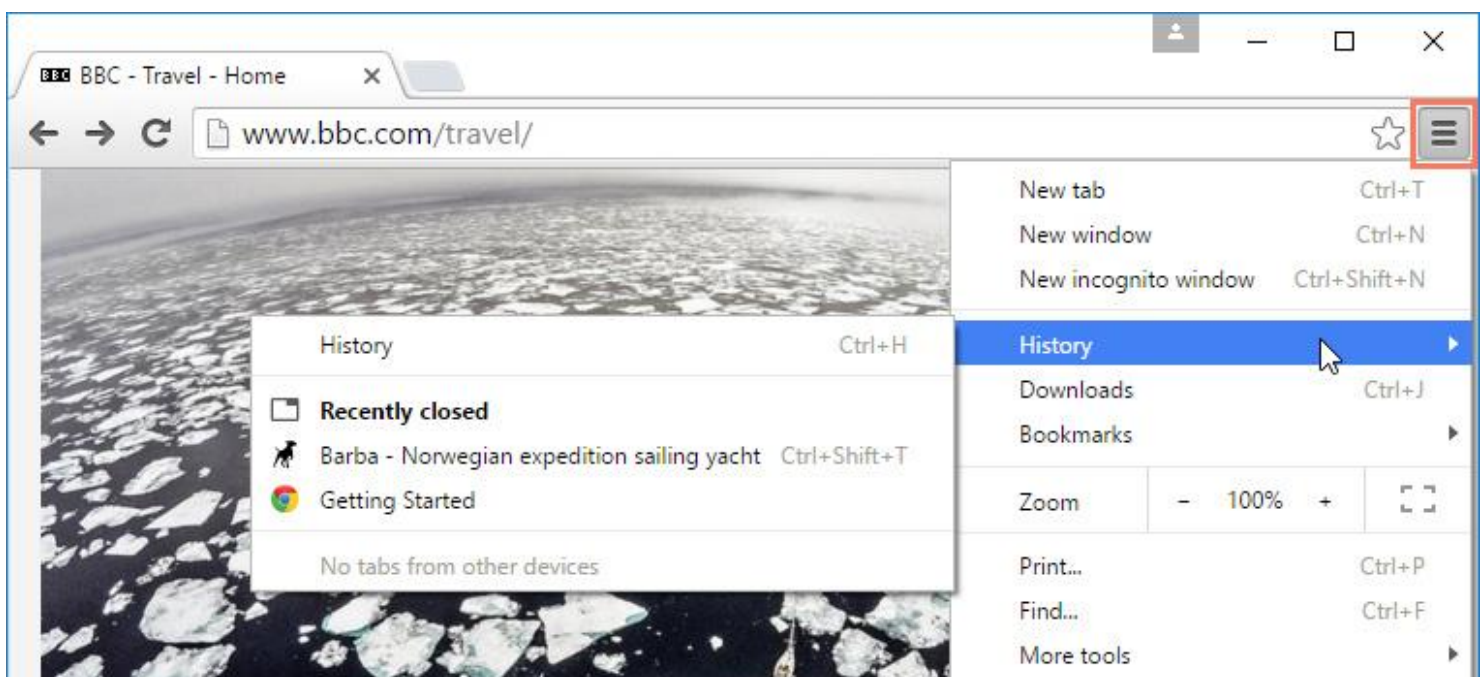 BBC BBC - Travel - Home
www.bbc.com/travel/
New tab Ctrl+T
New window Ctrl+N
New incognito window Ctrl+Shift+N
History
Downloads Ctrl+J
Bookmarks
Zoom - 100% +
Print... Ctrl+P
Find... Ctrl+F
More tools
History Ctrl+H
Recently closed
Barba - Norwegian expedition sailing yacht Ctrl+Shift+T
Getting Started
No tabs from other devices